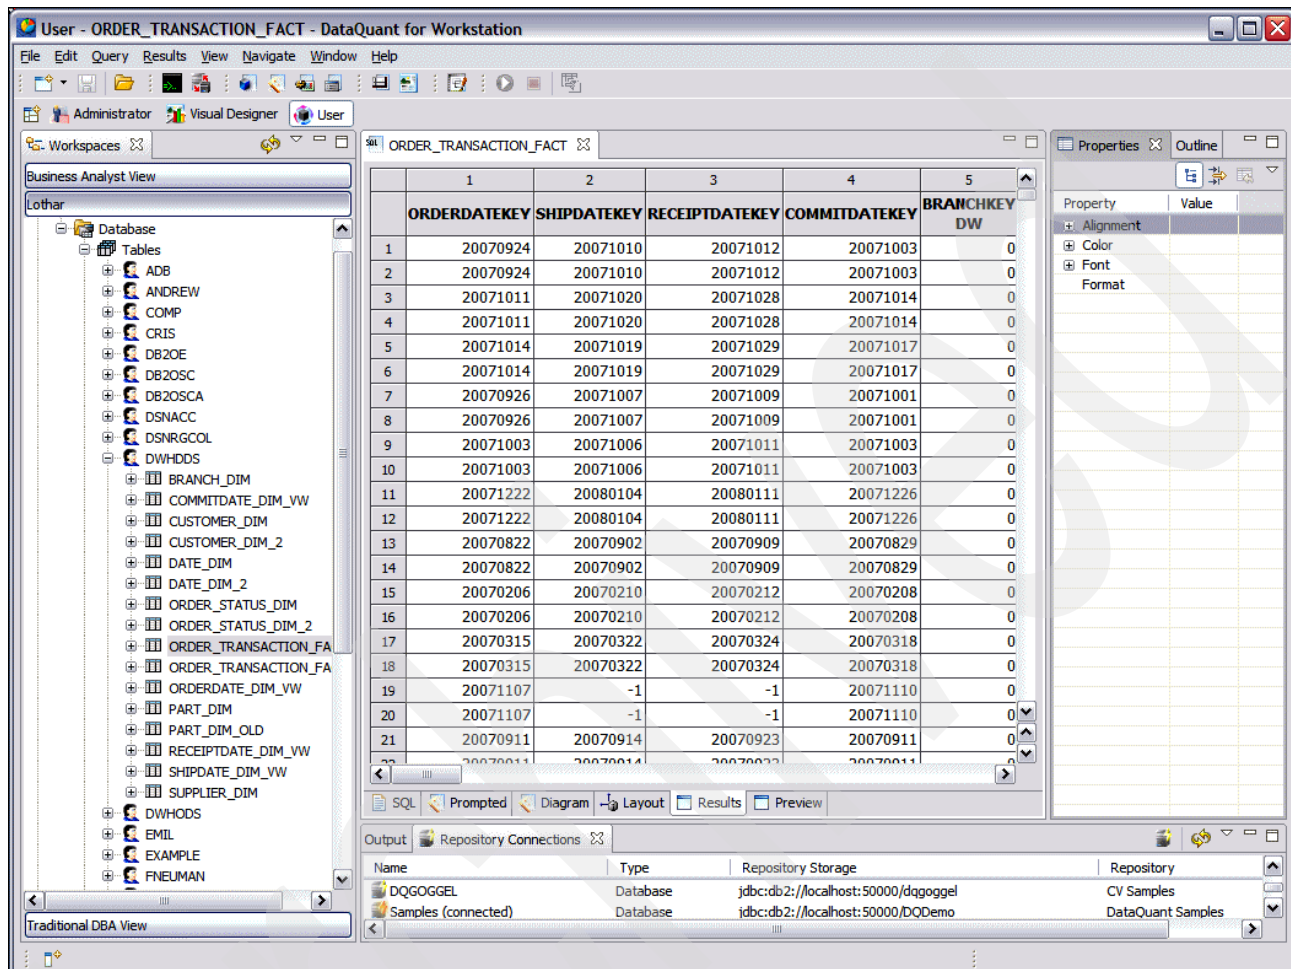 User - ORDER_TRANSACTION_FACT - DataQuant for Workstation
File Edit Query Results View Navigate Window Help
Administrator Visual Designer User
Workspaces
Business Analyst View
Lothar
Database
Tables
ADB
ANDREW
COMP
CRIS
DB2OE
DB2OSC
DB2OSCA
DSNACC
DSNRGCOL
DWHDDS
BRANCH_DIM
COMMITDATE_DIM_VW
CUSTOMER_DIM
CUSTOMER_DIM_2
DATE_DIM
DATE_DIM_2
ORDER_STATUS_DIM
ORDER_STATUS_DIM_2
ORDER_TRANSACTION_FA
ORDER_TRANSACTION_FA
ORDERDATE_DIM_VW
PART_DIM
PART_DIM_OLD
RECEIPTDATE_DIM_VW
SHIPDATE_DIM_VW
SUPPLIER_DIM
DWHODS
EMIL
EXAMPLE
FNEUMAN
Traditional DBA View
SQL ORDER_TRANSACTION_FACT
1 2 3 4 5
ORDERDATEKEY SHIPDATEKEY RECEIPTDATEKEY COMMITDATEKEY BRANCHKEY
DW
1 20070924 20071010 20071012 20071003 0
2 20070924 20071010 20071012 20071003 0
3 20071011 20071020 20071028 20071014 0
4 20071011 20071020 20071028 20071014 0
5 20071014 20071019 20071029 20071017 0
6 20071014 20071019 20071029 20071017 0
7 20070926 20071007 20071009 20071001 0
8 20070926 20071007 20071009 20071001 0
9 20071003 20071006 20071011 20071003 0
10 20071003 20071006 20071011 20071003 0
11 20071222 20080104 20080111 20071226 0
12 20071222 20080104 20080111 20071226 0
13 20070822 20070902 20070909 20070829 0
14 20070822 20070902 20070909 20070829 0
15 20070206 20070210 20070212 20070208 0
16 20070206 20070210 20070212 20070208 0
17 20070315 20070322 20070324 20070318 0
18 20070315 20070322 20070324 20070318 0
19 20071107 -1 -1 20071110 0
20 20071107 -1 -1 20071110 0
21 20070911 20070914 20070923 20070911 0
SQL Prompted Diagram Layout Results Preview
Properties Outline
Property Value
Alignment
Color
Font
Format
Output Repository Connections
Name Type Repository Storage Repository
DQGOGGEL Database jdbc:db2://localhost:50000/dqgoggel CV Samples
Samples (connected) Database jdbc:db2://localhost:50000/DQDemo DataQuant Samples